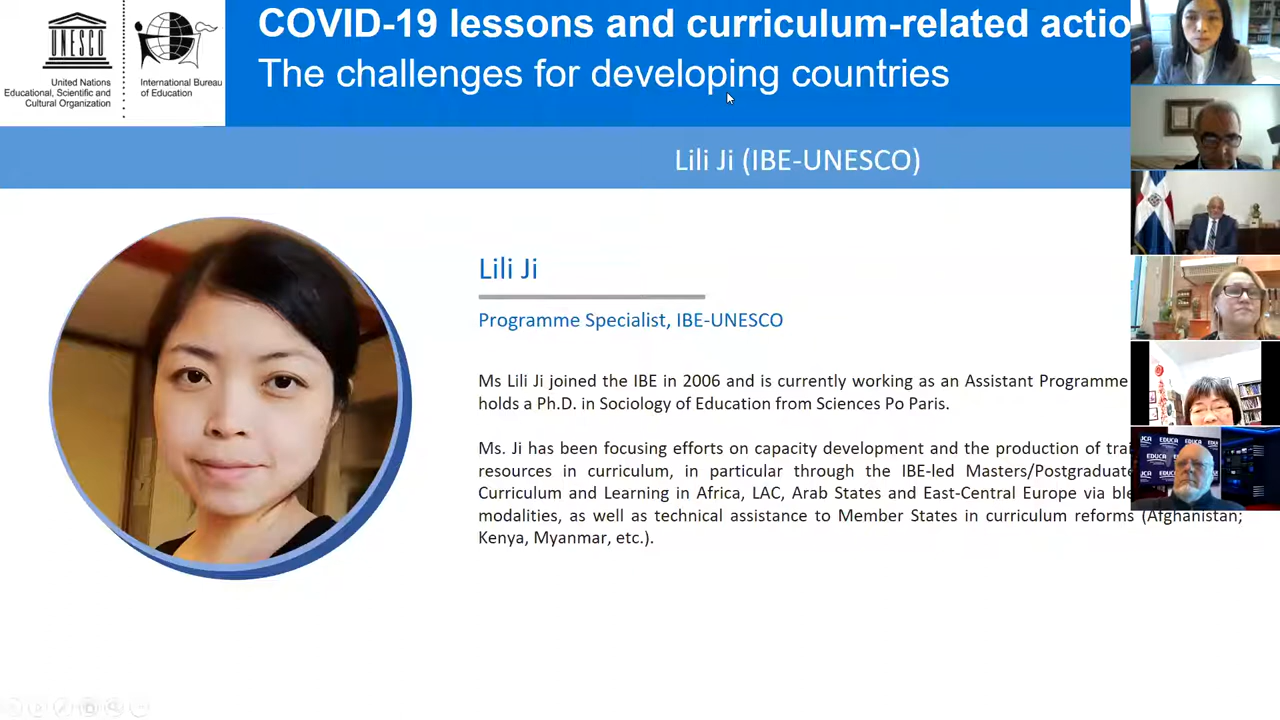 UNESCO
United Nations
Educational, Scientific and
Cultural Organization
International Bureau
of Education
COVID-19 lessons and curriculum-related actio
The challenges for developing countries
Lili Ji (IBE-UNESCO)
Lili Ji
Programme Specialist, IBE-UNESCO
Ms Lili Ji joined the IBE in 2006 and is currently working as an Assistant Programme
holds a Ph.D. in Sociology of Education from Sciences Po Paris.
Ms. Ji has been focusing efforts on capacity development and the production of trai
resources in curriculum, in particular through the IBE-led Masters/Postgraduate
Curriculum and Learning in Africa, LAC, Arab States and East-Central Europe via ble
modalities, as well as technical assistance to Member States in curriculum reforms (Afghanistan;
Kenya, Myanmar, etc.).
EDUCA
EDUCA